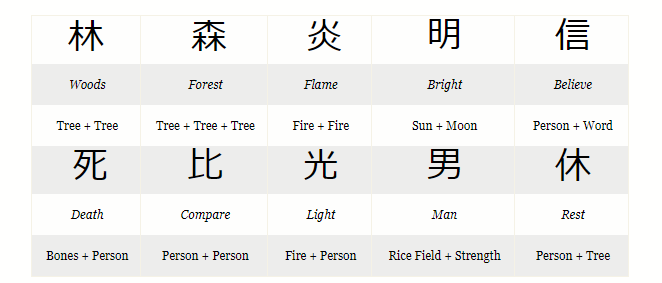 林 森 炎 明 信
Woods Forest Flame Bright Believe
Tree + Tree Tree + Tree + Tree Fire + Fire Sun + Moon Person + Word
死 比 光 男 休
Death Compare Light Man Rest
Bones + Person Person + Person Fire + Person Rice Field + Strength Person + Tree